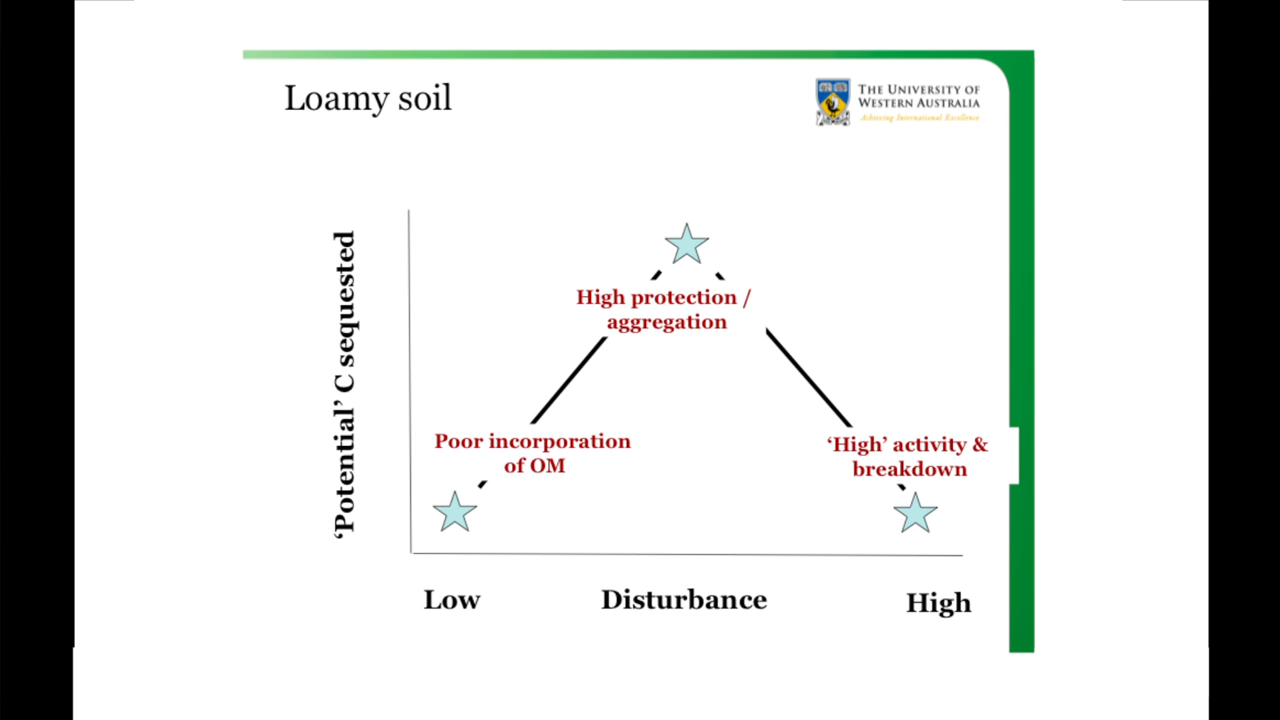 Loamy soil
THE UNIVERSITY OF
WESTERN AUSTRALIA
Achieving International Excellence
‘Potential’ C sequested
High protection /
aggregation
Poor incorporation
of OM
‘High’ activity &
breakdown
Low
Disturbance
High